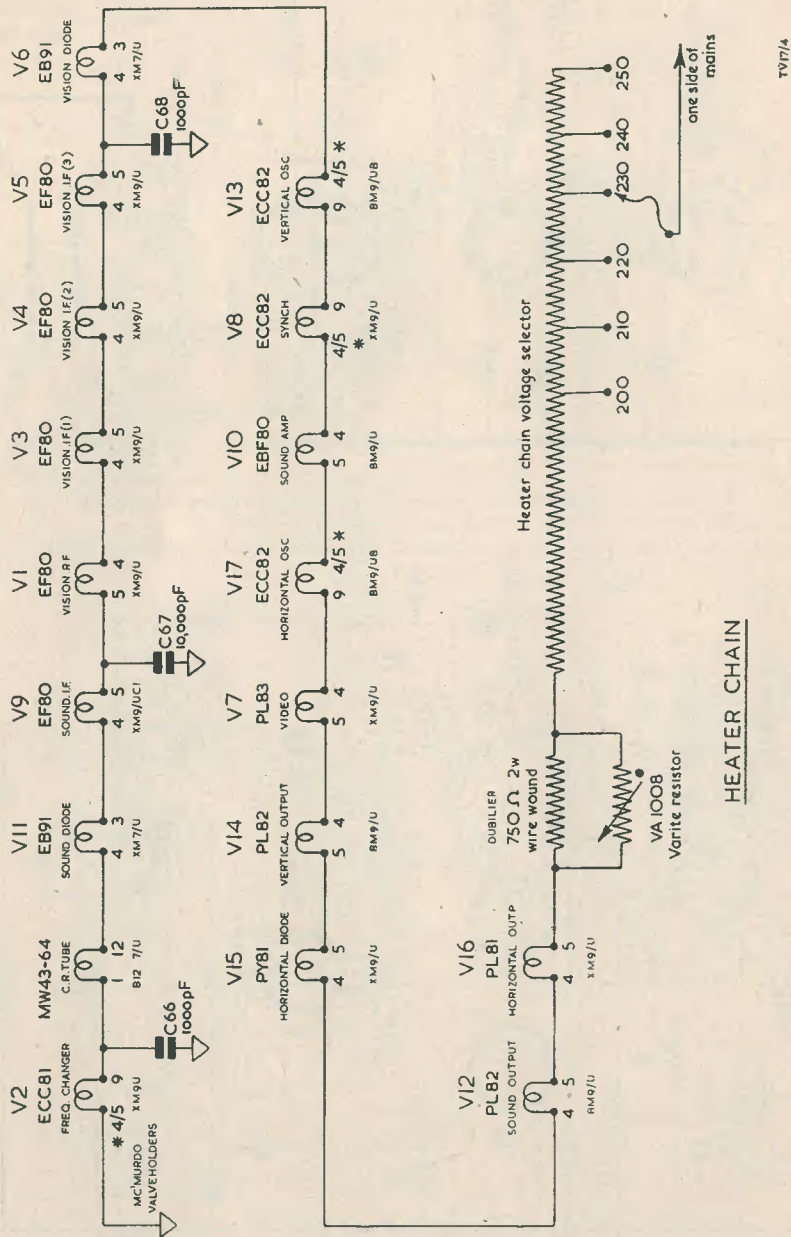 V2
ECC81
FREQ. CHANGER
* 4/5 9
XM9U
MC'MURDO
VALVEHOLDERS
C66
1000pF
MW43-64
C.R.TUBE
1 12
B12 7/U
V11
EB91
SOUND DIODE
4 3
XM7/U
V9
EF80
SOUND.I.F.
4 5
XM9/UC1
C67
10,000pF
V1
EF80
VISION R F
5 4
XM9/U
V3
EF80
VISION.I.F(1)
4 5
XM9/U
V4
EF80
VISION I.F.(2)
4 5
XM9/U
V5
EF80
VISION I.F.(3)
4 5
XM9/U
C68
1000pF
V6
EB91
VISION DIODE
4 3
XM7/U
V15
PY81
HORIZONTAL DIODE
4 5
XM9/U
V14
PL82
VERTICAL OUTPUT
5 4
BM9/U
V7
PL83
VIDEO
5 4
XM9/U
V17
ECC82
HORIZONTAL OSC
9 4/5 *
BM9/UB
V10
EBF80
SOUND AMP
5 4
BM9/U
V8
ECC82
SYNCH
4/5 9
*
XM9/U
V13
ECC82
VERTICAL OSC
9 4/5 *
BM9/UB
V12
PL82
SOUND OUTPUT
4 5
BM9/U
V16
PL81
HORIZONTAL OUTP
4 5
XM9/U
DUBILIER
750 Ω 2w
wire wound
VA 1008
Varite resistor
Heater chain voltage selector
200
210
220
230
240
250
one side of
mains
HEATER CHAIN
TV17/4